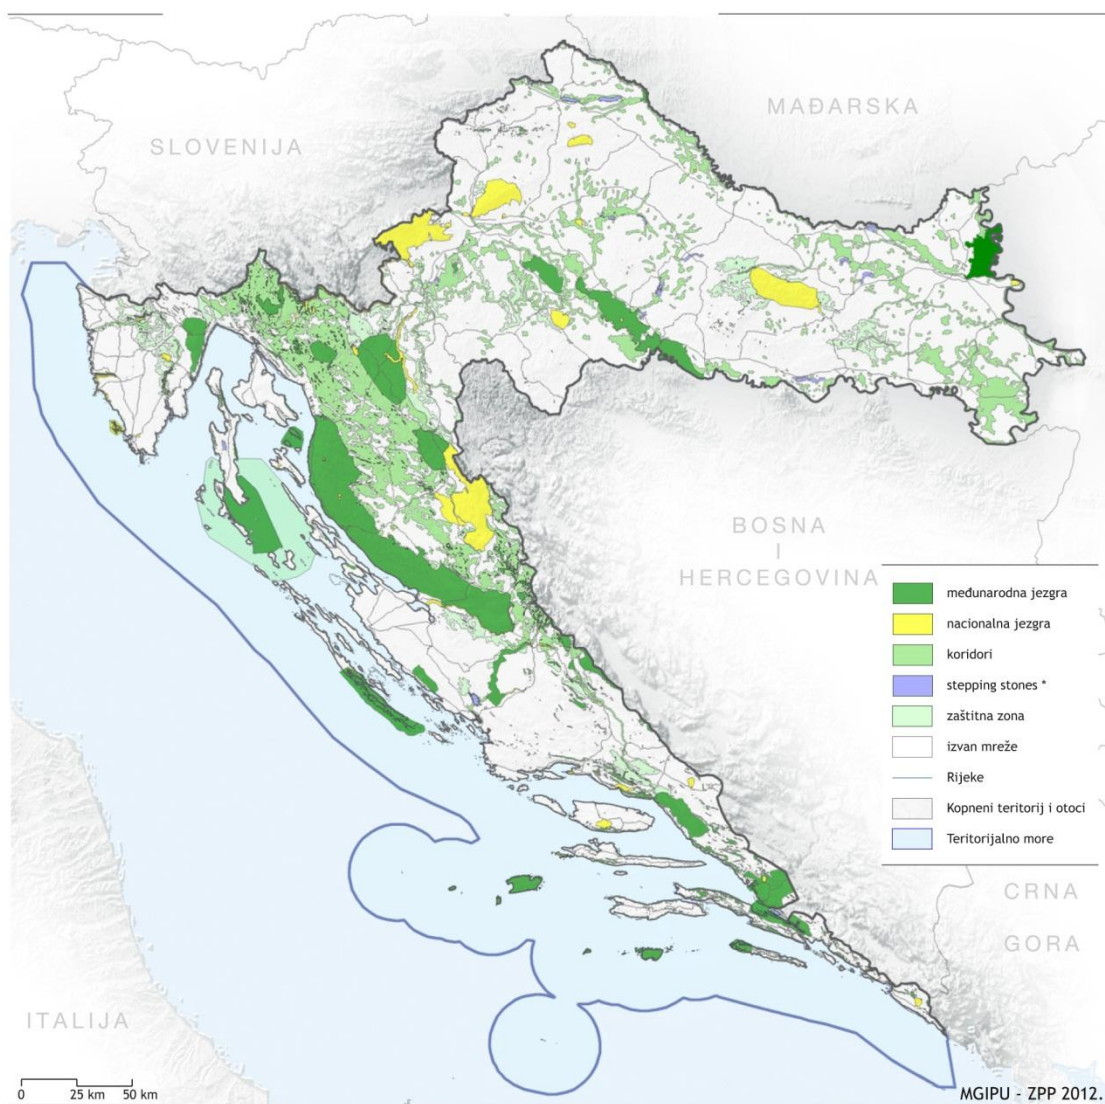 MAĐARSKA
SLOVENIJA
BOSNA
I
HERCEGOVINA
međunarodna jezgra
nacionalna jezgra
koridori
stepping stones *
zaštitna zona
izvan mreže
Rijeke
Kopneni teritorij i otoci
Teritorijalno more
CRNA
GORA
ITALIJA
0 25 km 50 km
MGIPU - ZPP 2012.